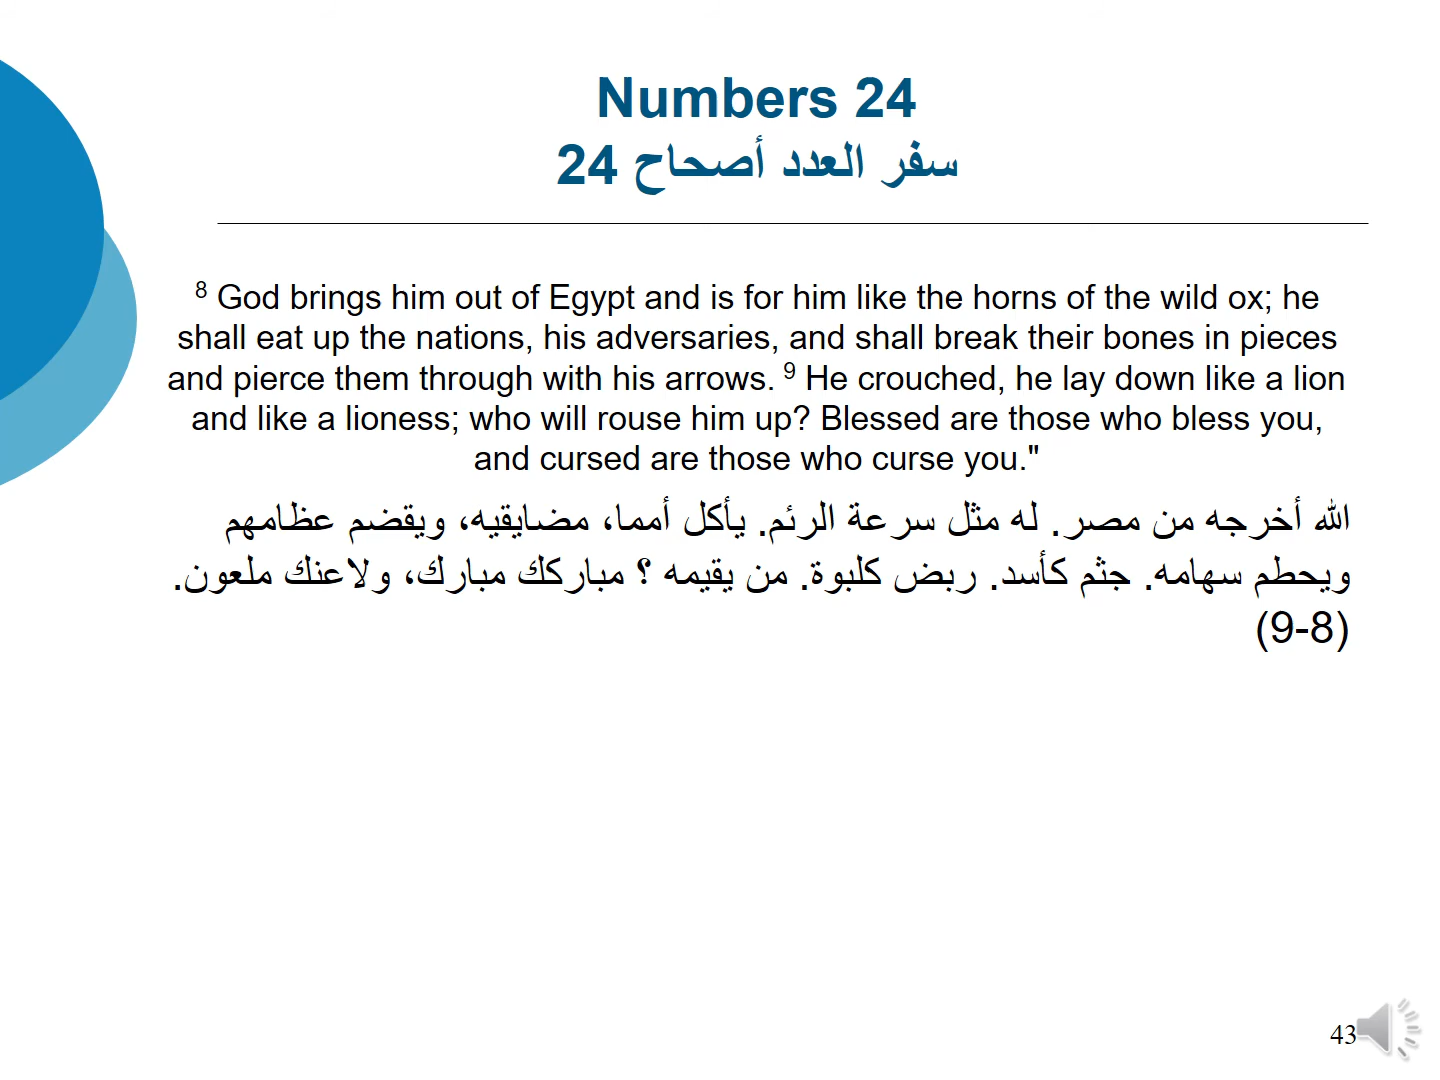 Numbers 24
سفر العدد أصحاح 24
8 God brings him out of Egypt and is for him like the horns of the wild ox; he
shall eat up the nations, his adversaries, and shall break their bones in pieces
and pierce them through with his arrows. 9 He crouched, he lay down like a lion
and like a lioness; who will rouse him up? Blessed are those who bless you,
and cursed are those who curse you."
الله أخرجه من مصر. له مثل سرعة الرئم. يأكل أمما، مضايقيه، ويقضم عظامهم
ويحطم سهامه. جثم كأسد. ربض كلبوة. من يقيمه ؟ مباركك مبارك، ولاعنك ملعون.
(9-8)
43